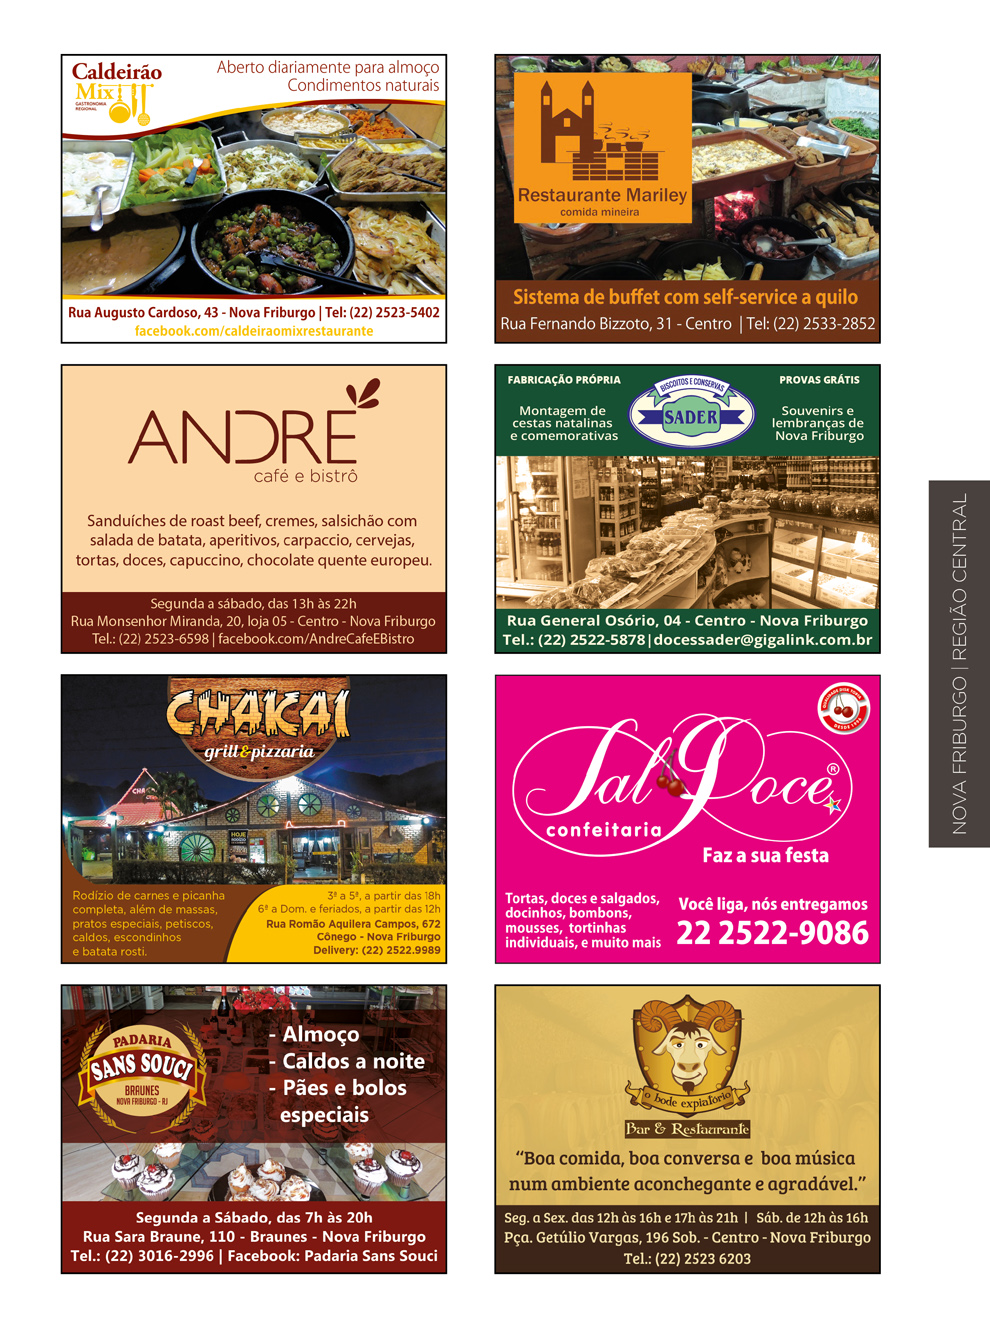 Caldeirão
Mix
GASTRONOMIA
REGIONAL
Aberto diariamente para almoço
Condimentos naturais
Rua Augusto Cardoso, 43 - Nova Friburgo | Tel: (22) 2523-5402
facebook.com/caldeiraomixrestaurante
Restaurante Mariley
comida mineira
Sistema de buffet com self-service a quilo
Rua Fernando Bizzoto, 31 - Centro | Tel: (22) 2533-2852
ANDRE
café e bistrô
Sanduíches de roast beef, cremes, salsichão com
salada de batata, aperitivos, carpaccio, cervejas,
tortas, doces, capuccino, chocolate quente europeu.
Segunda a sábado, das 13h às 22h
Rua Monsenhor Miranda, 20, loja 05 - Centro - Nova Friburgo
Tel.: (22) 2523-6598 | facebook.com/AndreCafeEBistro
FABRICAÇÃO PRÓPRIA
Montagem de
cestas natalinas
e comemorativas
BISCOITOS E CONSERVAS
SADER
PROVAS GRÁTIS
Souvenirs e
lembranças de
Nova Friburgo
Rua General Osório, 04 - Centro - Nova Friburgo
Tel.: (22) 2522-5878|docessader@gigalink.com.br
CHAKAI
grill&pizzaria
HOJE
Rodízio de carnes e picanha
completa, além de massas,
pratos especiais, petiscos,
caldos, escondinhos
e batata rosti.
3ª a 5ª, a partir das 18h
6ª a Dom. e feriados, a partir das 12h
Rua Romão Aquilera Campos, 672
Cônego - Nova Friburgo
Delivery: (22) 2522.9989
DESDE 1986
Sal Doce ®
confeitaria
Faz a sua festa
Tortas, doces e salgados,
docinhos, bombons,
mousses, tortinhas
individuais, e muito mais
Você liga, nós entregamos
22 2522-9086
PADARIA
SANS SOUCI
BRAUNES
NOVA FRIBURGO - RJ
- Almoço
- Caldos a noite
- Pães e bolos
especiais
Segunda a Sábado, das 7h às 20h
Rua Sara Braune, 110 - Braunes - Nova Friburgo
Tel.: (22) 3016-2996 | Facebook: Padaria Sans Souci
o bode expiatório
Bar & Restaurante
“Boa comida, boa conversa e boa música
num ambiente aconchegante e agradável.”
Seg. a Sex. das 12h às 16h e 17h às 21h | Sáb. de 12h às 16h
Pça. Getúlio Vargas, 196 Sob. - Centro - Nova Friburgo
Tel.: (22) 2523 6203
NOVA FRIBURGO | REGIÃO CENTRAL